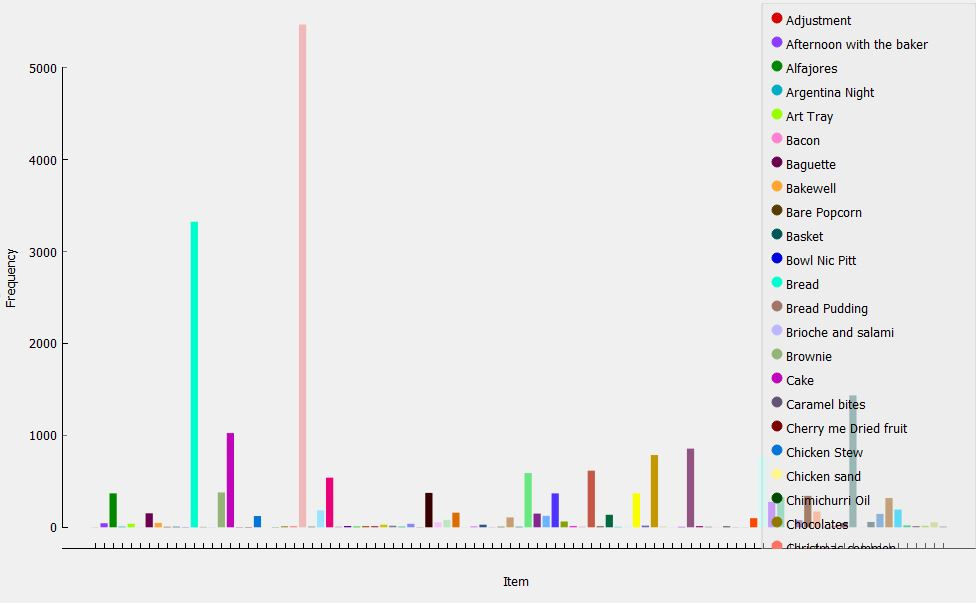 5000
4000
3000
2000
1000
0
Frequency
Item
Adjustment
Afternoon with the baker
Alfajores
Argentina Night
Art Tray
Bacon
Baguette
Bakewell
Bare Popcorn
Basket
Bowl Nic Pitt
Bread
Bread Pudding
Brioche and salami
Brownie
Cake
Caramel bites
Cherry me Dried fruit
Chicken Stew
Chicken sand
Chimichurri Oil
Chocolates
Christmas common